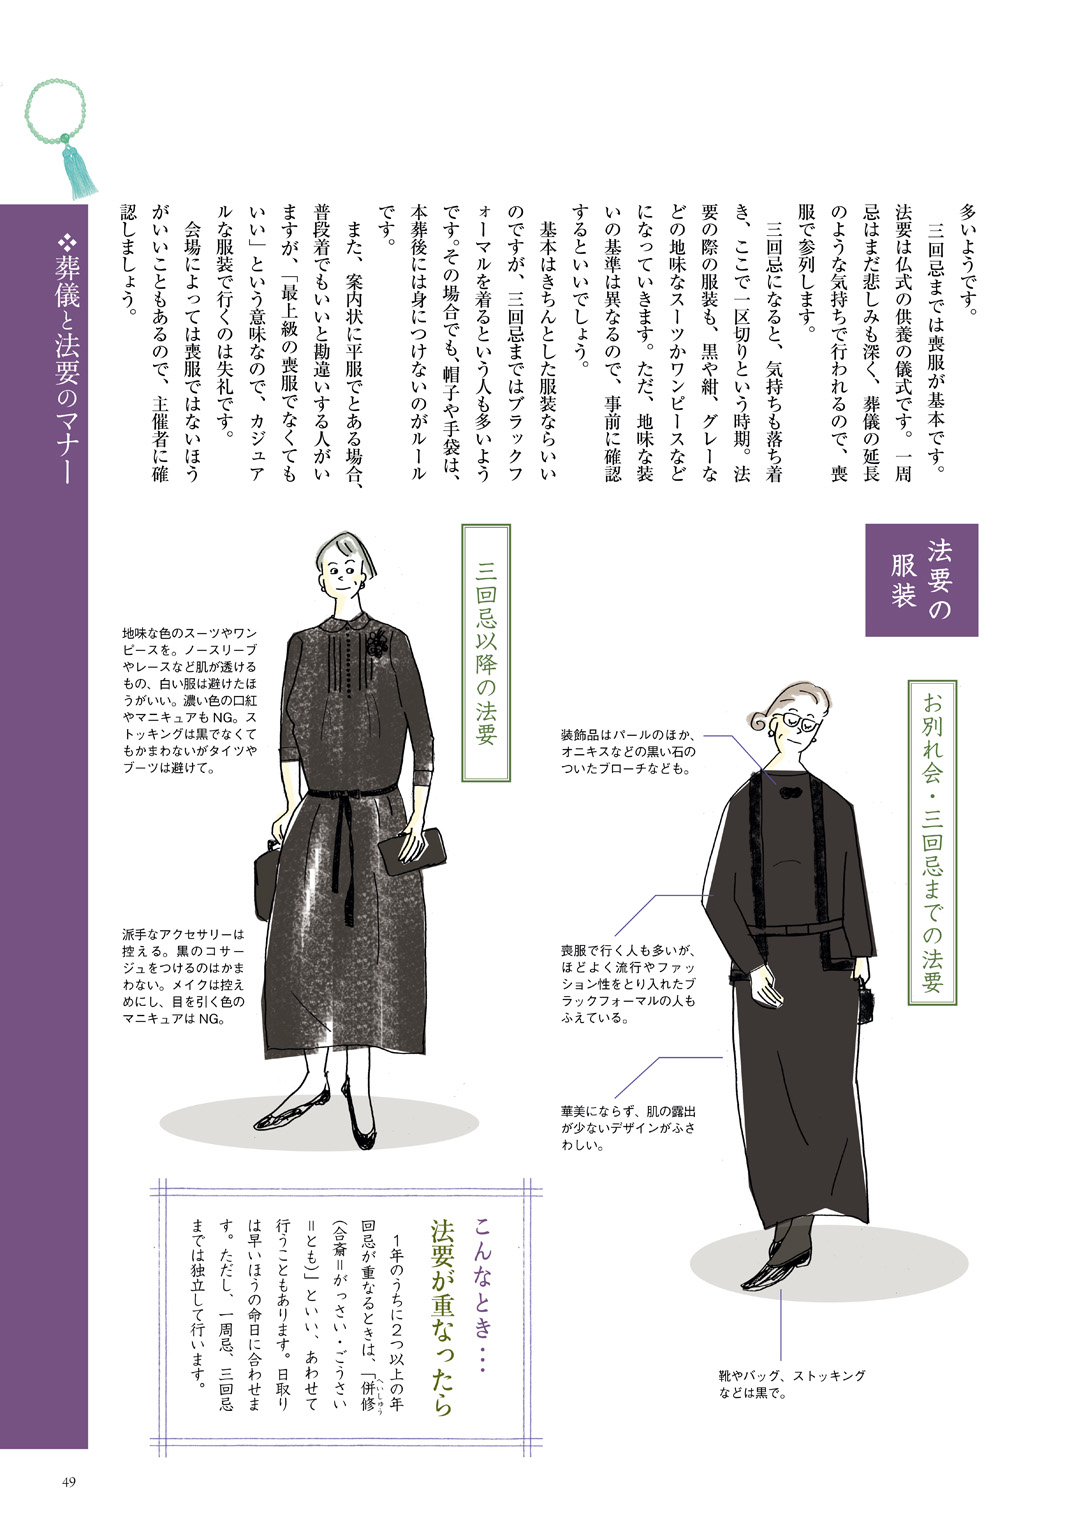 多いようです。
　三回忌までは喪服が基本です。
法要は仏式の供養の儀式です。一周
忌はまだ悲しみも深く、葬儀の延長
のような気持ちで行われるので、喪
服で参列します。
　三回忌になると、気持ちも落ち着
き、ここで一区切りという時期。法
要の際の服装も、黒や紺、グレーな
どの地味なスーツかワンピースなど
になっていきます。ただ、地味な装
いの基準は異なるので、事前に確認
するといいでしょう。
　基本はきちんとした服装ならいい
のですが、三回忌まではブラックフ
ォーマルを着るという人も多いよう
です。その場合でも、帽子や手袋は、
本葬後には身につけないのがルール
です。
　また、案内状に平服でとある場合、
普段着でもいいと勘違いする人がい
ますが、「最上級の喪服でなくても
いい」という意味なので、カジュア
ルな服装で行くのは失礼です。
　会場によっては喪服ではないほう
がいいこともあるので、主催者に確
認しましょう。
❖葬儀と法要のマナー
法要の
服装
お別れ会・三回忌までの法要
装飾品はパールのほか、
オニキスなどの黒い石の
ついたブローチなども。
喪服で行く人も多いが、
ほどよく流行やファッ
ション性をとり入れたブ
ラックフォーマルの人も
ふえている。
華美にならず、肌の露出
が少ないデザインがふさ
わしい。
靴やバッグ、ストッキング
などは黒で。
三回忌以降の法要
地味な色のスーツやワン
ピースを。ノースリーブ
やレースなど肌が透ける
もの、白い服は避けたほ
うがいい。濃い色の口紅
やマニキュアもNG。ス
トッキングは黒でなくて
もかまわないがタイツや
ブーツは避けて。
派手なアクセサリーは
控える。黒のコサー
ジュをつけるのはかま
わない。メイクは控え
めにし、目を引く色の
マニキュアはNG。
こんなとき…
法要が重なったら
　1年のうちに2つ以上の年
回忌が重なるときは、「併修
へいしゅう
（合斎＝がっさい・ごうさい
＝とも）」といい、あわせて
行うこともあります。日取り
は早いほうの命日に合わせま
す。ただし、一周忌、三回忌
までは独立して行います。
49